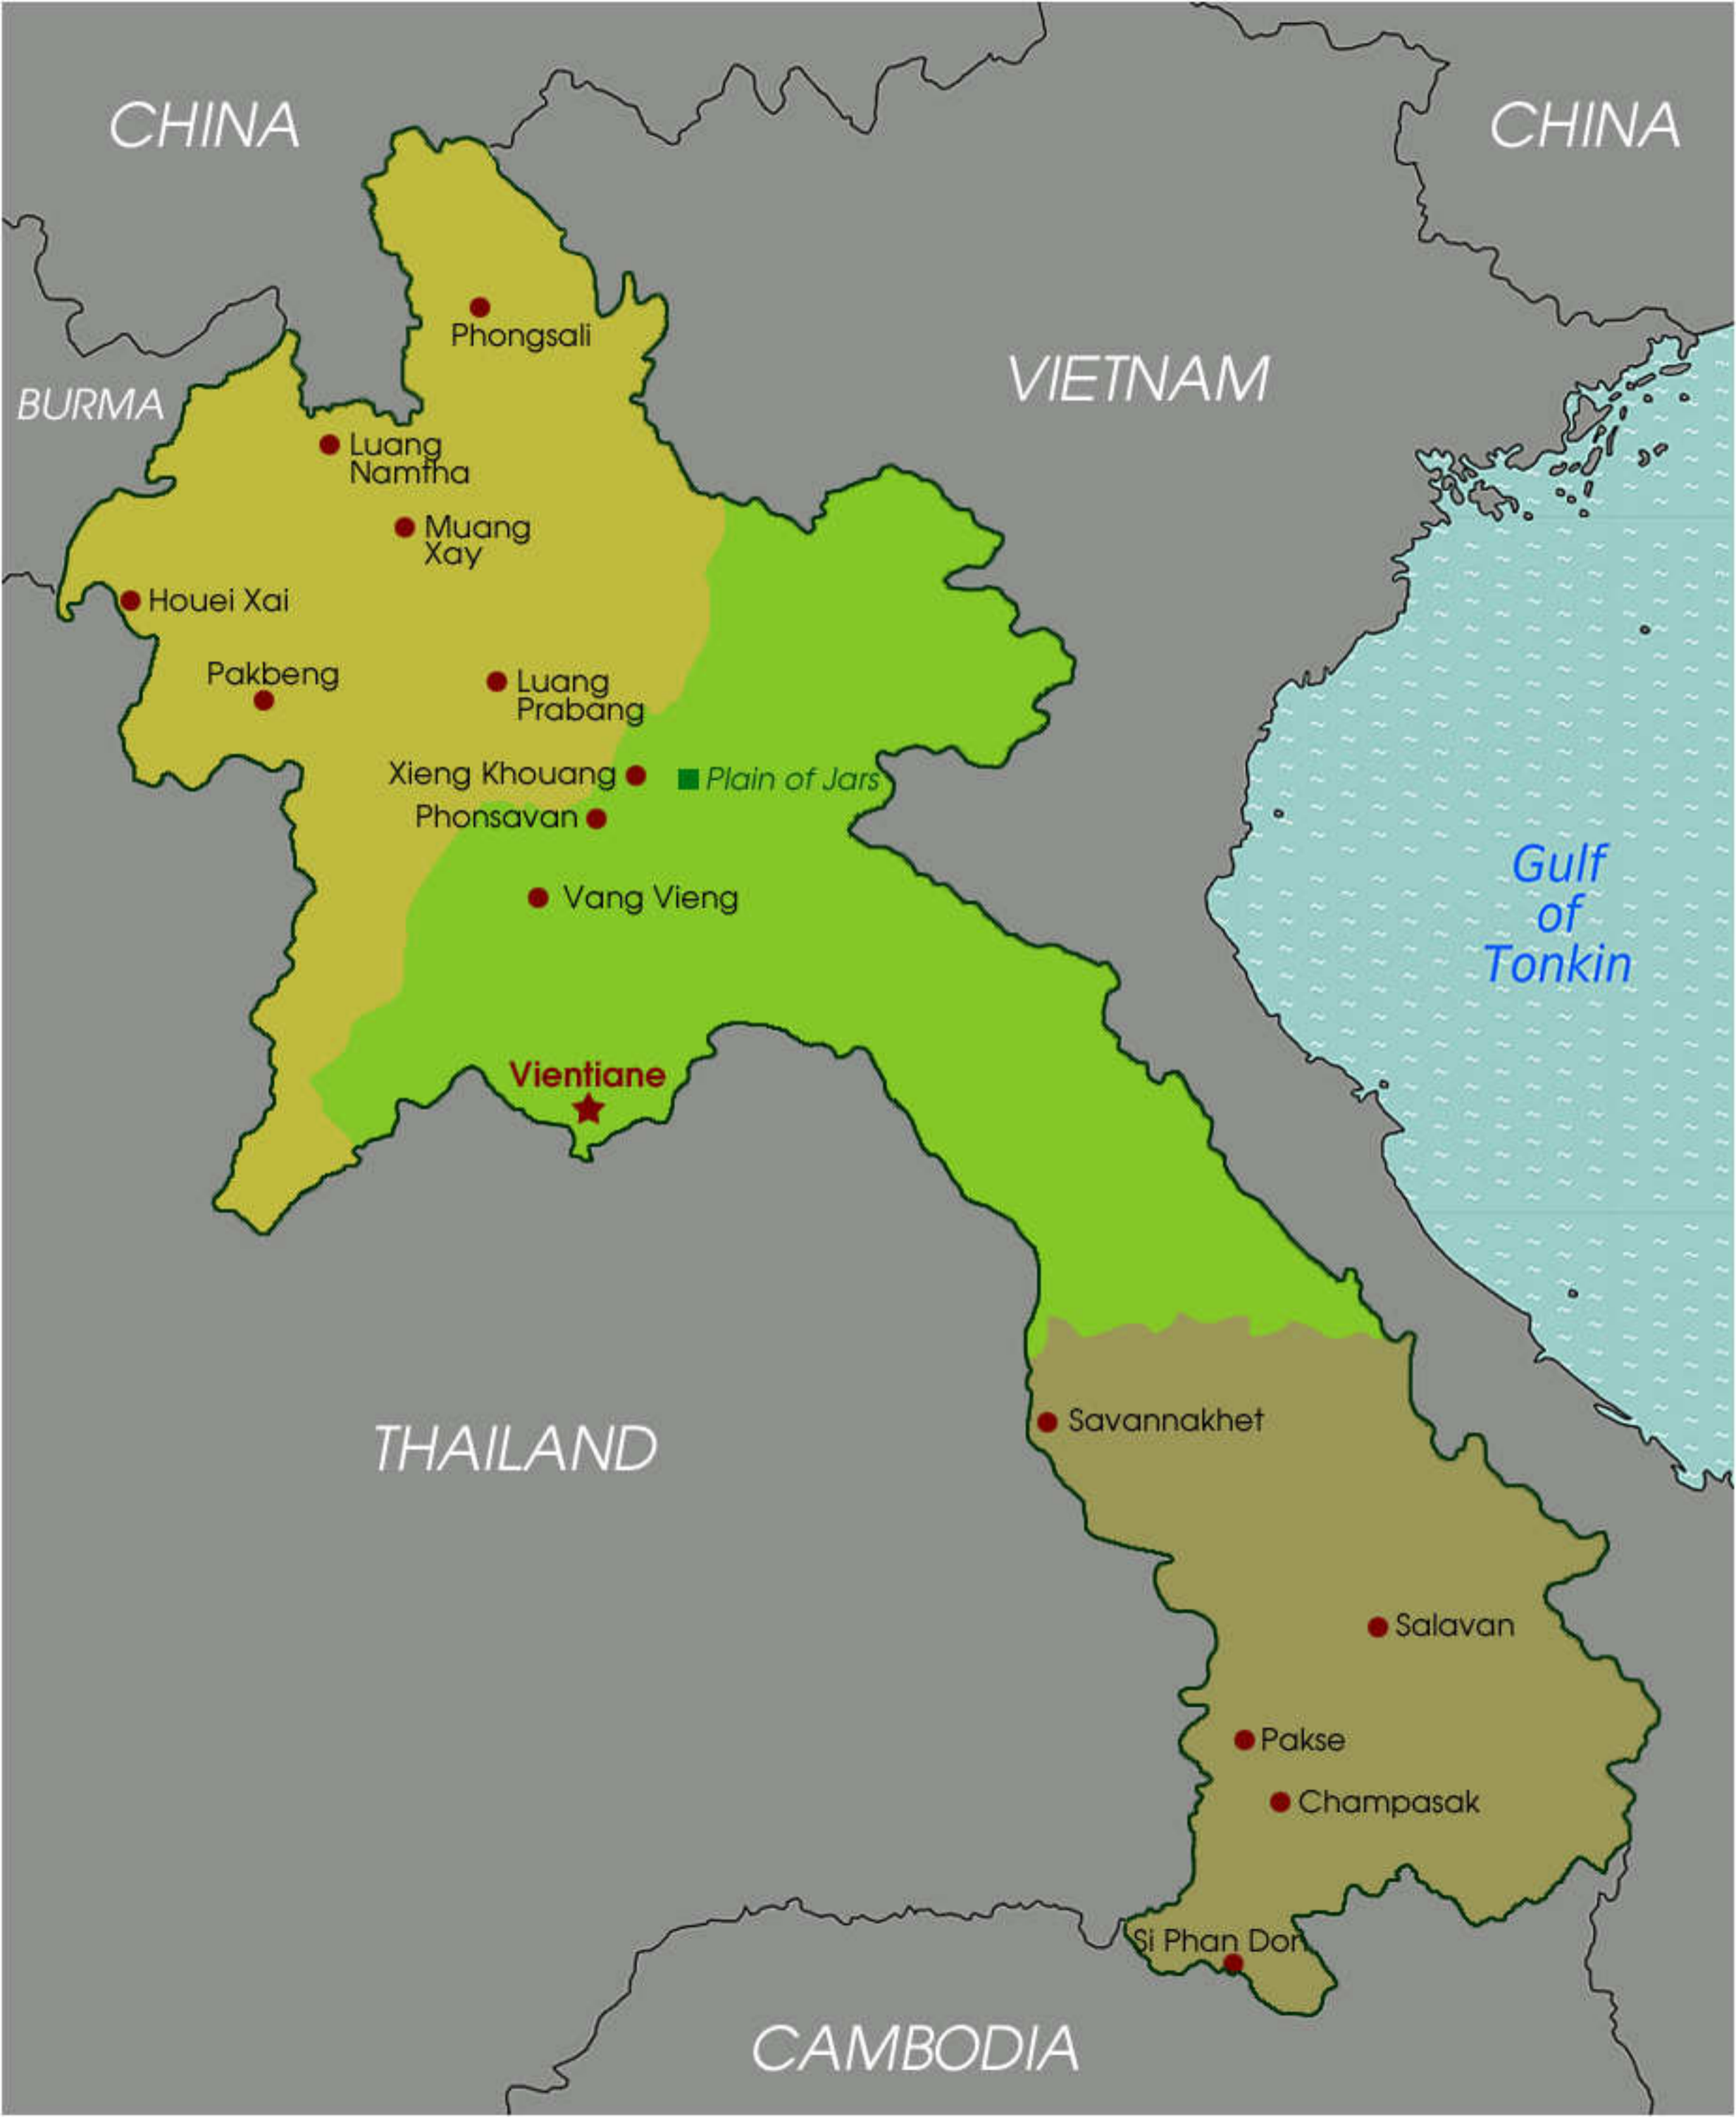 CHINA
CHINA
Phongsali
VIETNAM
BURMA
Luang
Namtha
Muang
Xay
Houei Xai
Pakbeng
Luang
Prabang
Xieng Khouang
Plain of Jars
Phonsavan
Vang Vieng
Gulf
of
Tonkin
Vientiane
THAILAND
Savannakhet
Salavan
Pakse
Champasak
Si Phan Don
CAMBODIA